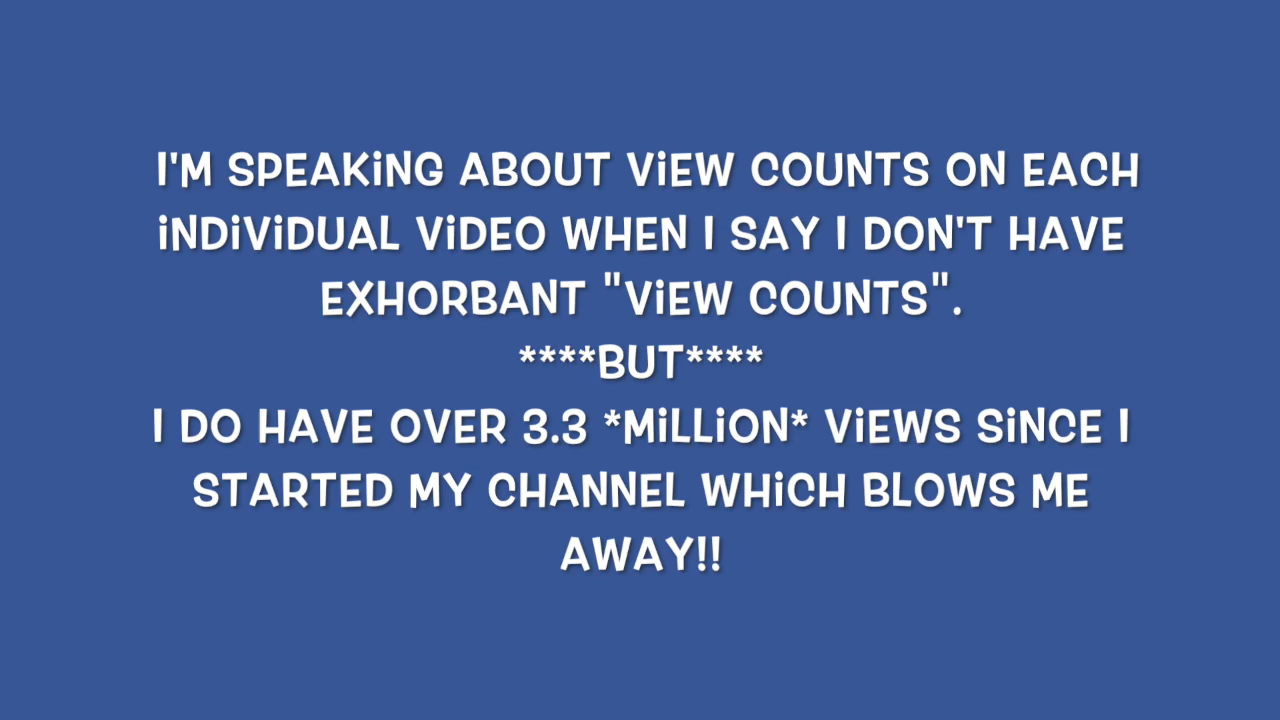 I'M SPEAKiNG ABOUT ViEW COUNTS ON EACH
iNDiViDUAL ViDEO WHEN I SAY I DON'T HAVE
EXHORBANT "ViEW COUNTS".
****BUT****
I DO HAVE OVER 3.3 *MiLLiON* ViEWS SiNCE I
STARTED MY CHANNEL WHiCH BLOWS ME
AWAY!!